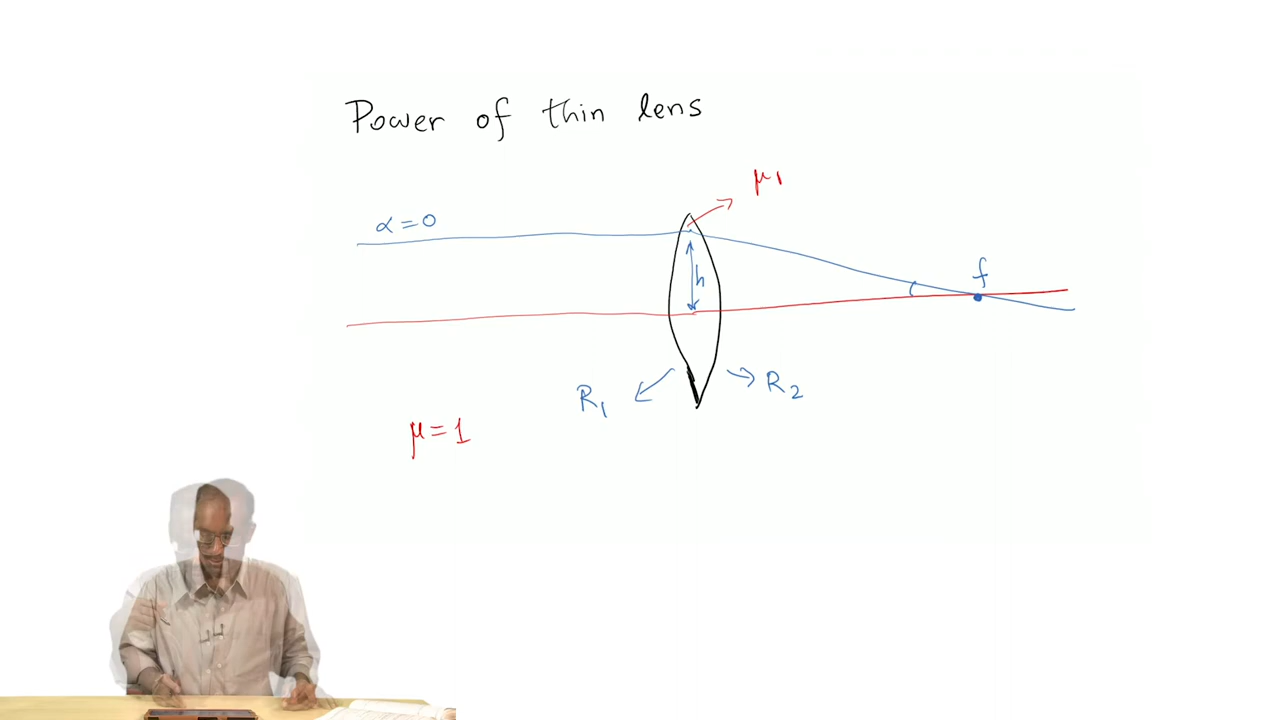 Power of thin lens
μ₁
α = 0
f
h
R₁
R₂
μ = 1